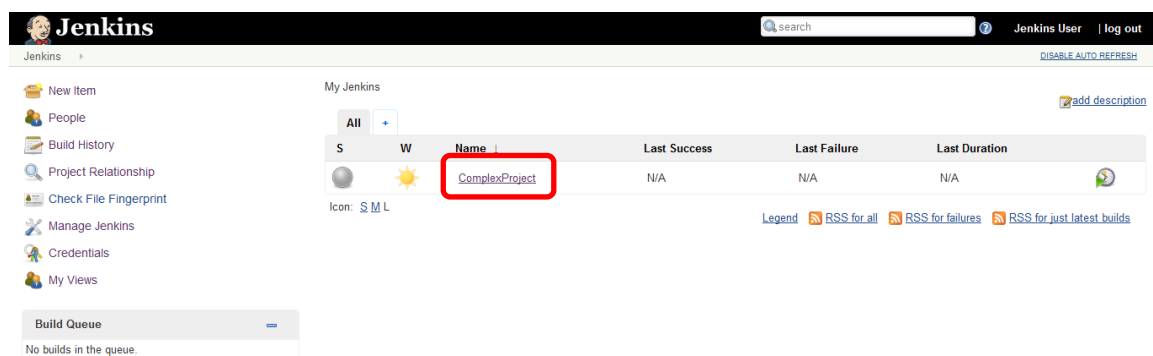 Jenkins
search
Jenkins User | log out
Jenkins
DISABLE AUTO REFRESH
New Item
People
Build History
Project Relationship
Check File Fingerprint
Manage Jenkins
Credentials
My Views
Build Queue
No builds in the queue.
My Jenkins
add description
All +
S W Name ↓ Last Success Last Failure Last Duration
ComplexProject N/A N/A N/A
Icon: S M L
Legend RSS for all RSS for failures RSS for just latest builds